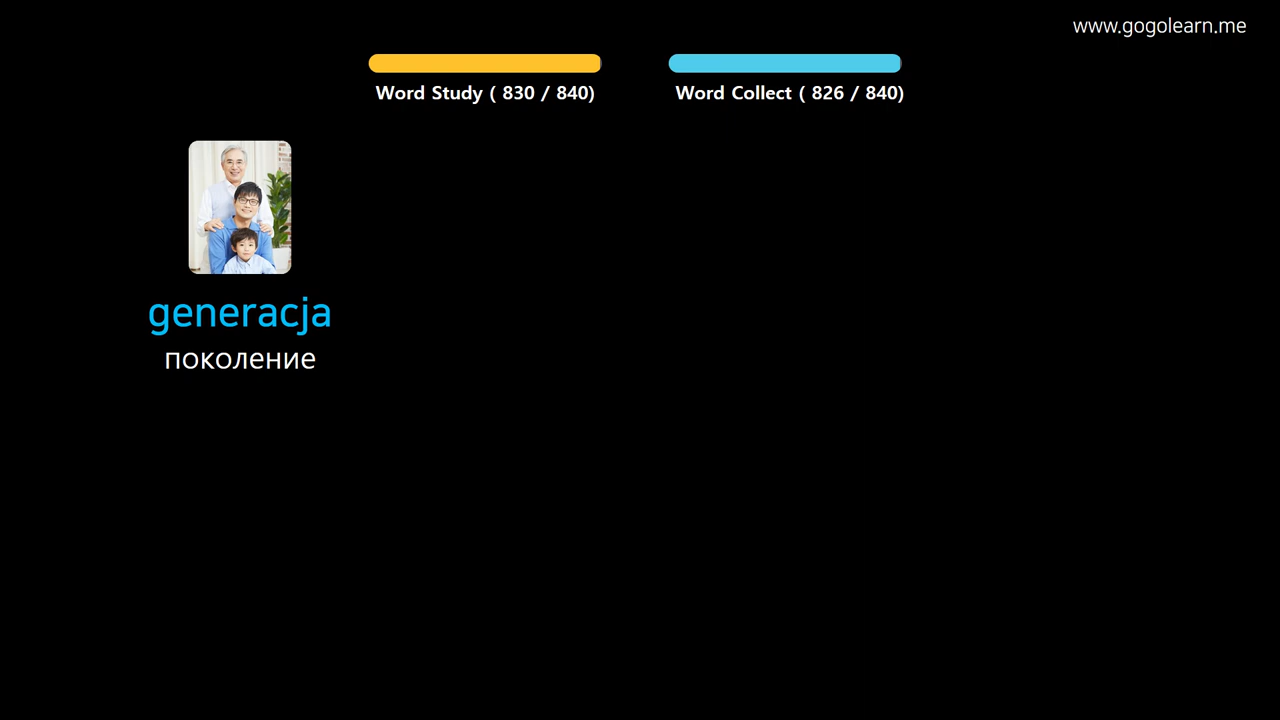 www.gogolearn.me
Word Study ( 830 / 840)
Word Collect ( 826 / 840)
generacja
поколение